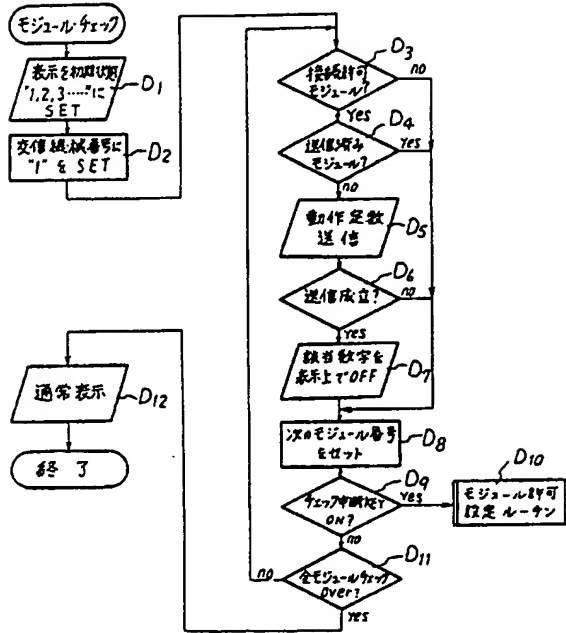 モジュール・チェック
表示を初期状態
"1,2,3……"に
SET
D1
交信機械番号に
"1"をSET
D2
接続許可
モジュール?
D3
no
yes
送信済み
モジュール?
D4
yes
no
動作定数
送信
D5
送信成立?
D6
no
yes
該当数字を
表示上でOFF
D7
次のモジュール番号
をセット
D8
チェック中断KEY
ON?
D9
yes
モジュール許可
設定ルーチン
D10
no
全モジュールチェック
Over?
D11
no
yes
通常表示
D12
終了